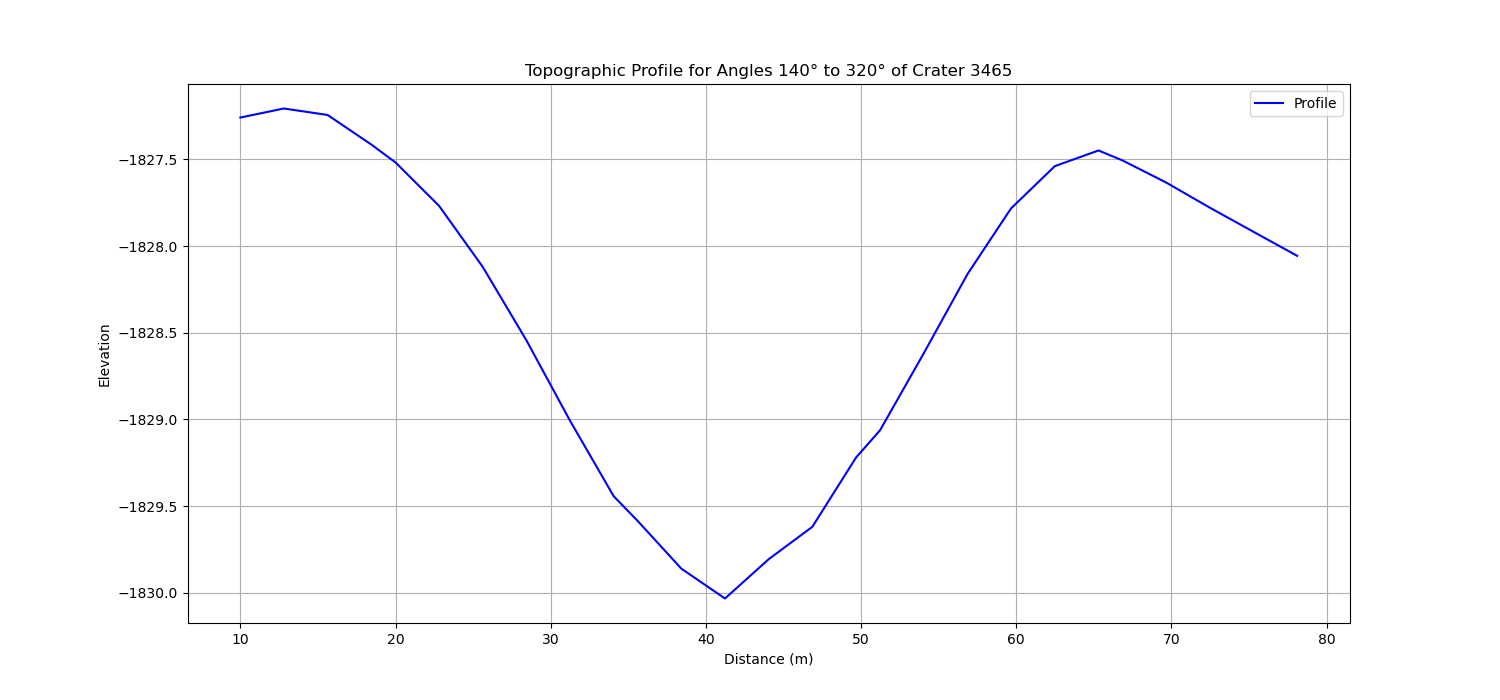 Topographic Profile for Angles 140° to 320° of Crater 3465
Profile
−1827.5
−1828.0
−1828.5
−1829.0
−1829.5
−1830.0
Elevation
10 20 30 40 50 60 70 80
Distance (m)